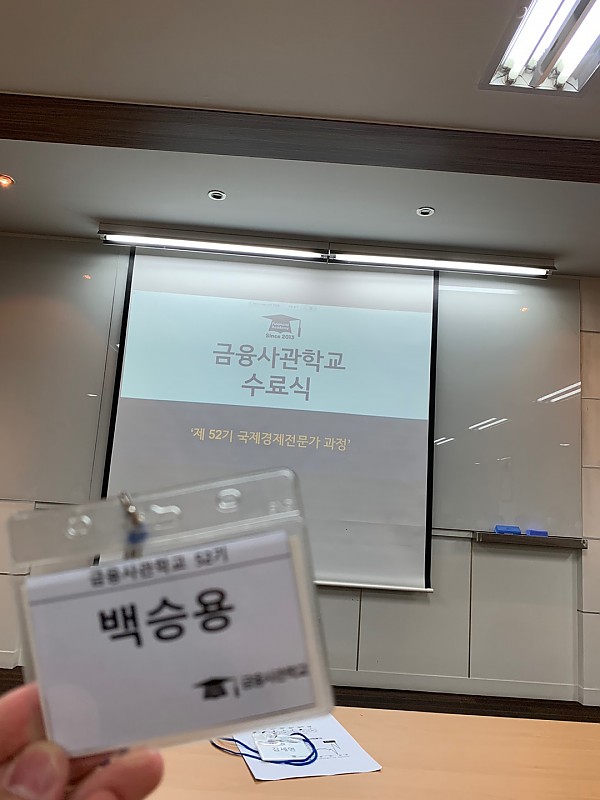 Since 2013
금융사관학교
수료식
‘제 52기 국제경제전문가 과정’
금융사관학교 52기
백승용
금융사관학교